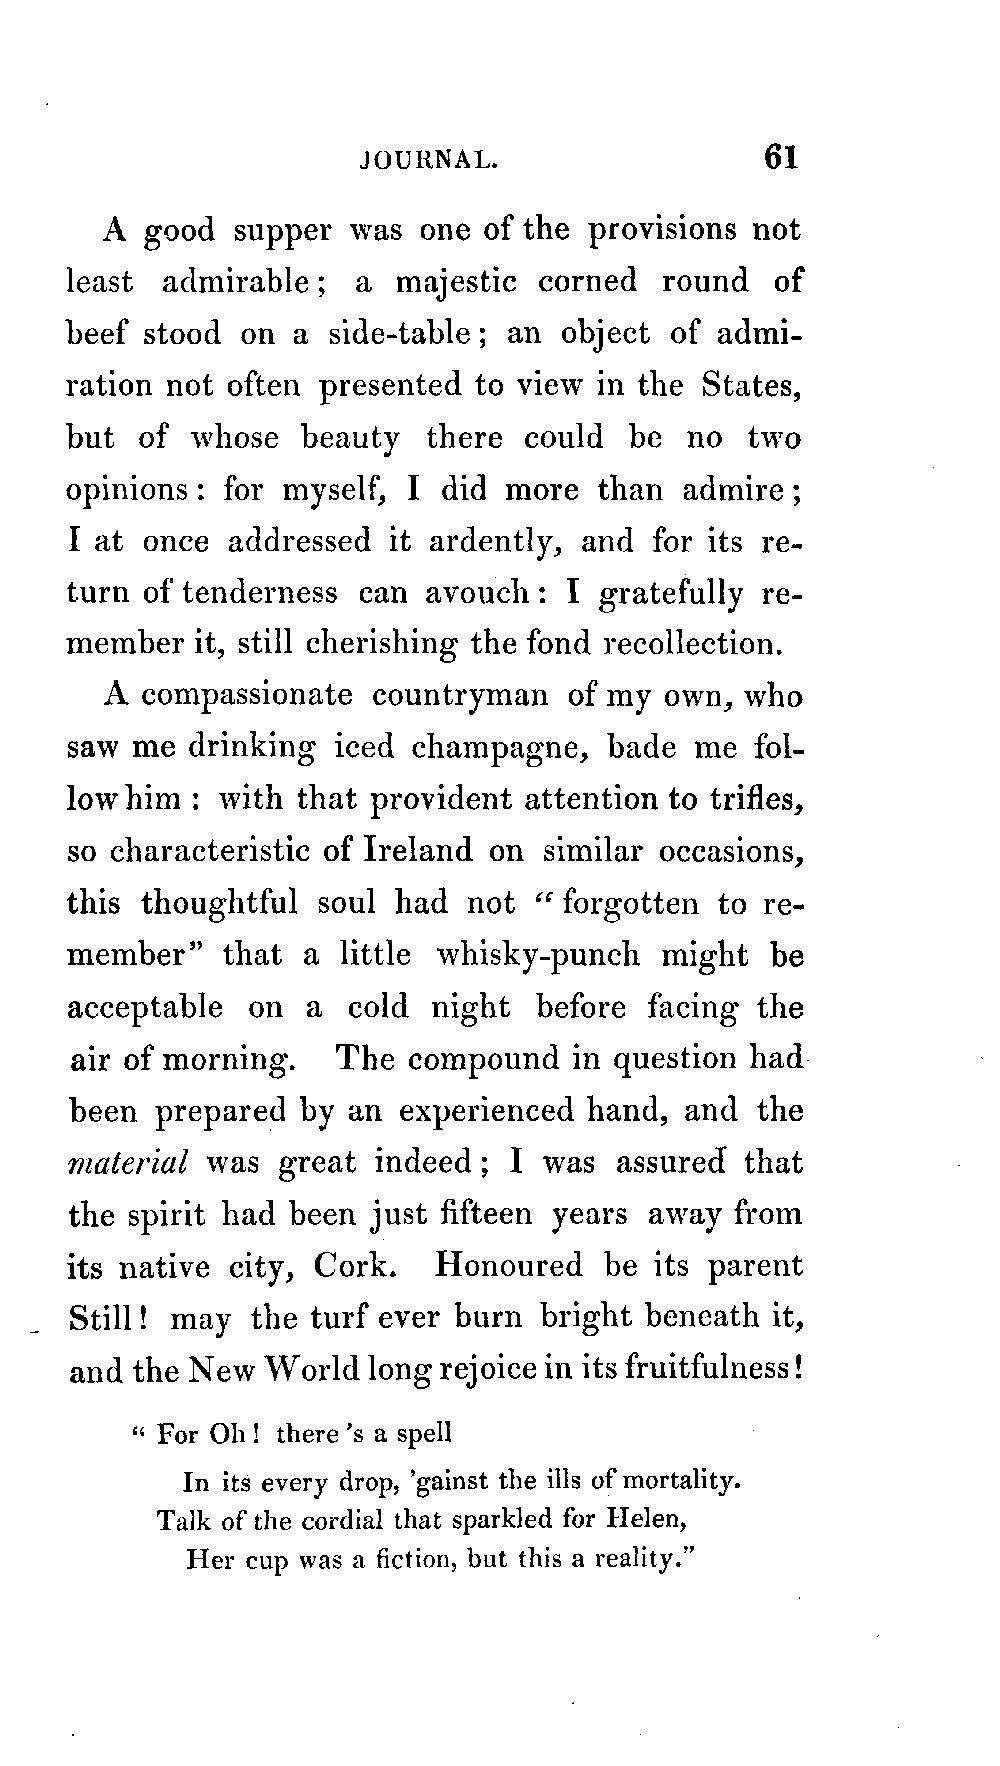 JOURNAL. 61
A good supper was one of the provisions not
least admirable; a majestic corned round of
beef stood on a side-table; an object of admi-
ration not often presented to view in the States,
but of whose beauty there could be no two
opinions: for myself, I did more than admire;
I at once addressed it ardently, and for its re-
turn of tenderness can avouch: I gratefully re-
member it, still cherishing the fond recollection.
A compassionate countryman of my own, who
saw me drinking iced champagne, bade me fol-
low him: with that provident attention to trifles,
so characteristic of Ireland on similar occasions,
this thoughtful soul had not "forgotten to re-
member" that a little whisky-punch might be
acceptable on a cold night before facing the
air of morning. The compound in question had
been prepared by an experienced hand, and the
material was great indeed; I was assured that
the spirit had been just fifteen years away from
its native city, Cork. Honoured be its parent
Still! may the turf ever burn bright beneath it,
and the New World long rejoice in its fruitfulness!
"For Oh! there's a spell
In its every drop, 'gainst the ills of mortality.
Talk of the cordial that sparkled for Helen,
Her cup was a fiction, but this a reality."